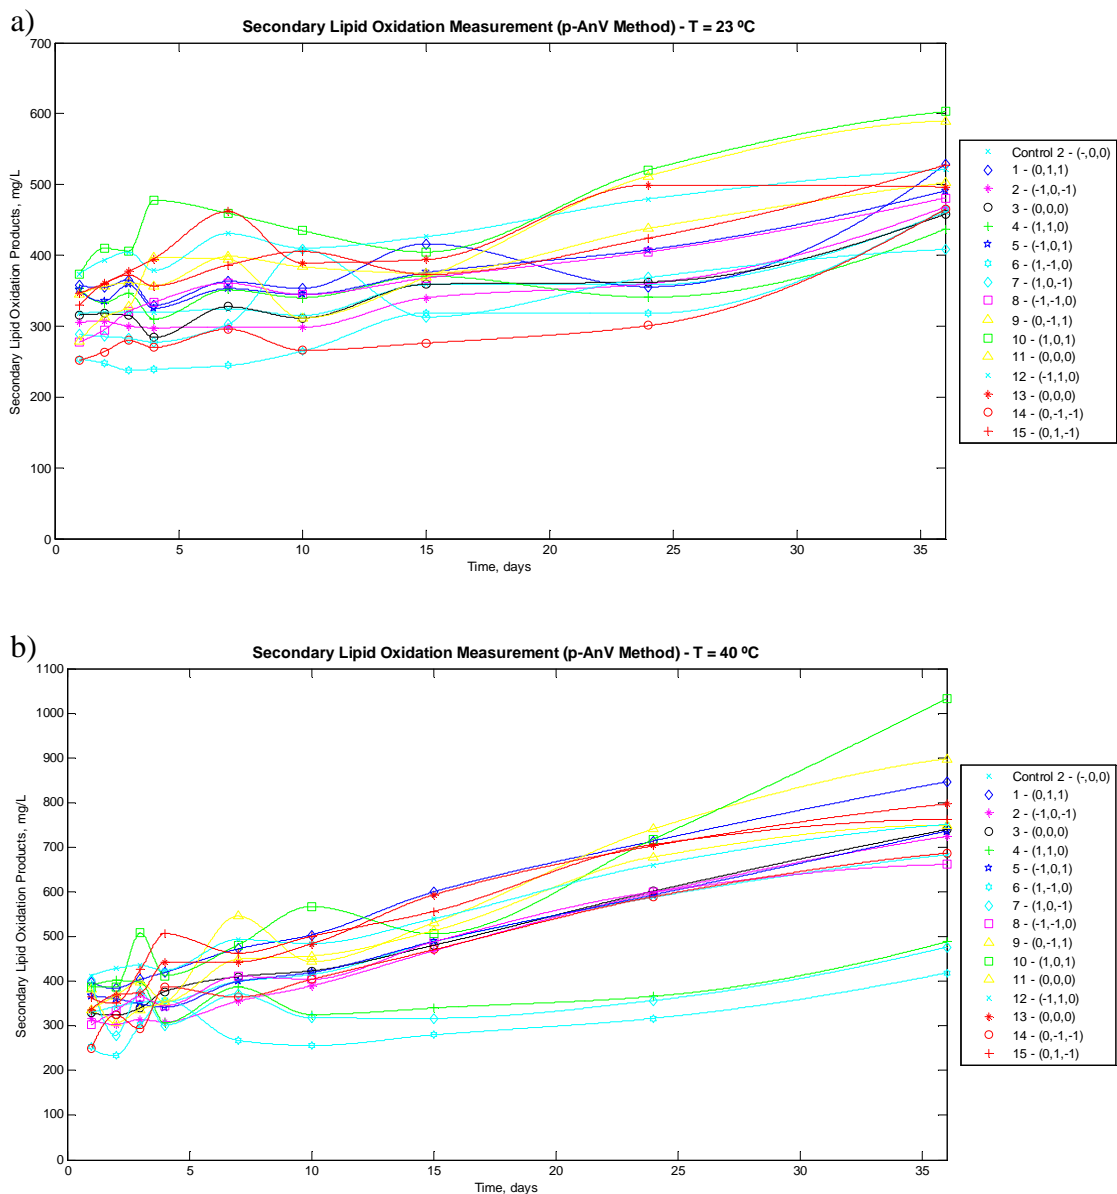 a)
Secondary Lipid Oxidation Measurement (p-AnV Method) - T = 23 ºC
700
600
500
400
300
200
100
0
Secondary Lipid Oxidation Products, mg/L
0 5 10 15 20 25 30 35
Time, days
Control 2 - (-,0,0)
1 - (0,1,1)
2 - (-1,0,-1)
3 - (0,0,0)
4 - (1,1,0)
5 - (-1,0,1)
6 - (1,-1,0)
7 - (1,0,-1)
8 - (-1,-1,0)
9 - (0,-1,1)
10 - (1,0,1)
11 - (0,0,0)
12 - (-1,1,0)
13 - (0,0,0)
14 - (0,-1,-1)
15 - (0,1,-1)
b)
Secondary Lipid Oxidation Measurement (p-AnV Method) - T = 40 ºC
1100
1000
900
800
700
600
500
400
300
200
100
0
Secondary Lipid Oxidation Products, mg/L
0 5 10 15 20 25 30 35
Time, days
Control 2 - (-,0,0)
1 - (0,1,1)
2 - (-1,0,-1)
3 - (0,0,0)
4 - (1,1,0)
5 - (-1,0,1)
6 - (1,-1,0)
7 - (1,0,-1)
8 - (-1,-1,0)
9 - (0,-1,1)
10 - (1,0,1)
11 - (0,0,0)
12 - (-1,1,0)
13 - (0,0,0)
14 - (0,-1,-1)
15 - (0,1,-1)